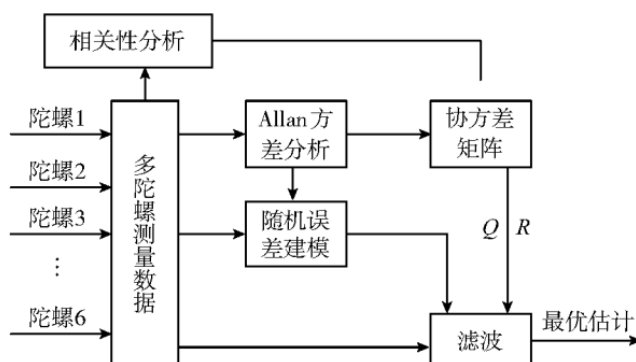 相关性分析
陀螺1
陀螺2
陀螺3
⋮
陀螺6
多陀螺测量数据
Allan方
差分析
随机误
差建模
协方差
矩阵
Q R
滤波
最优估计